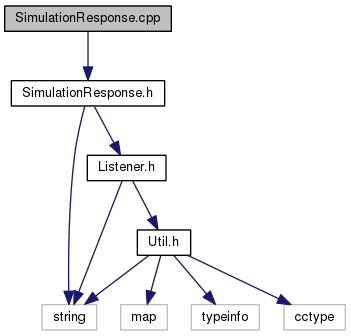 SimulationResponse.cpp
SimulationResponse.h
Listener.h
Util.h
string
map
typeinfo
cctype